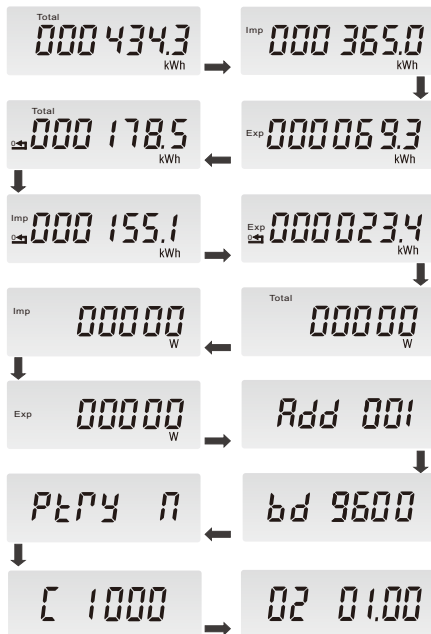 Total
000434.3
kWh
Imp
000365.0
kWh
Total
000178.5
kWh
Exp
000069.3
kWh
Imp
000155.1
kWh
Exp
000023.4
kWh
Imp
00000
W
Total
00000
W
Exp
00000
W
Add 001
PtrY n
bd 9600
C 1000
02 01.00